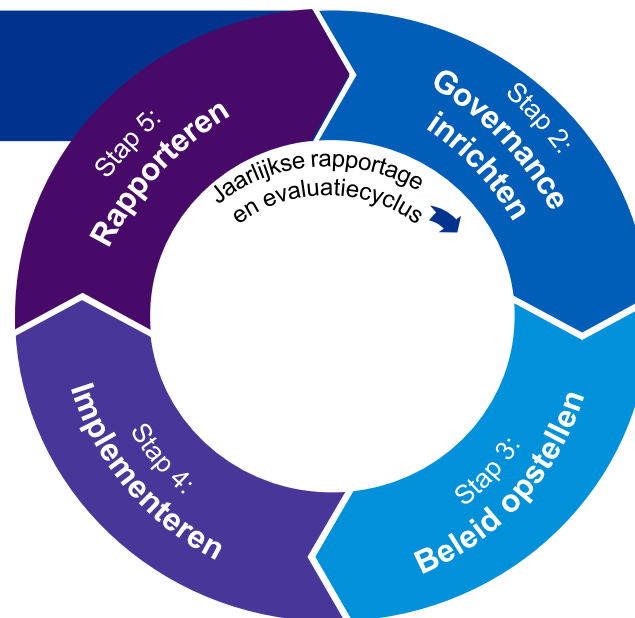 Jaarlijkse rapportage
en evaluatiecyclus
Stap 2:
Governance
inrichten
Stap 3:
Beleid opstellen
Stap 4:
Implementeren
Stap 5:
Rapporteren